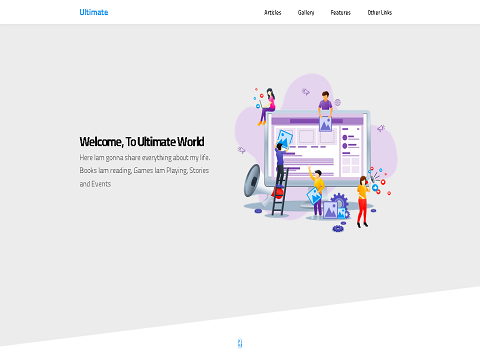 Ultimate
Articles Gallery Features Other Links
Welcome, To Ultimate World
Here Iam gonna share everything about my life.
Books Iam reading, Games Iam Playing, Stories
and Events